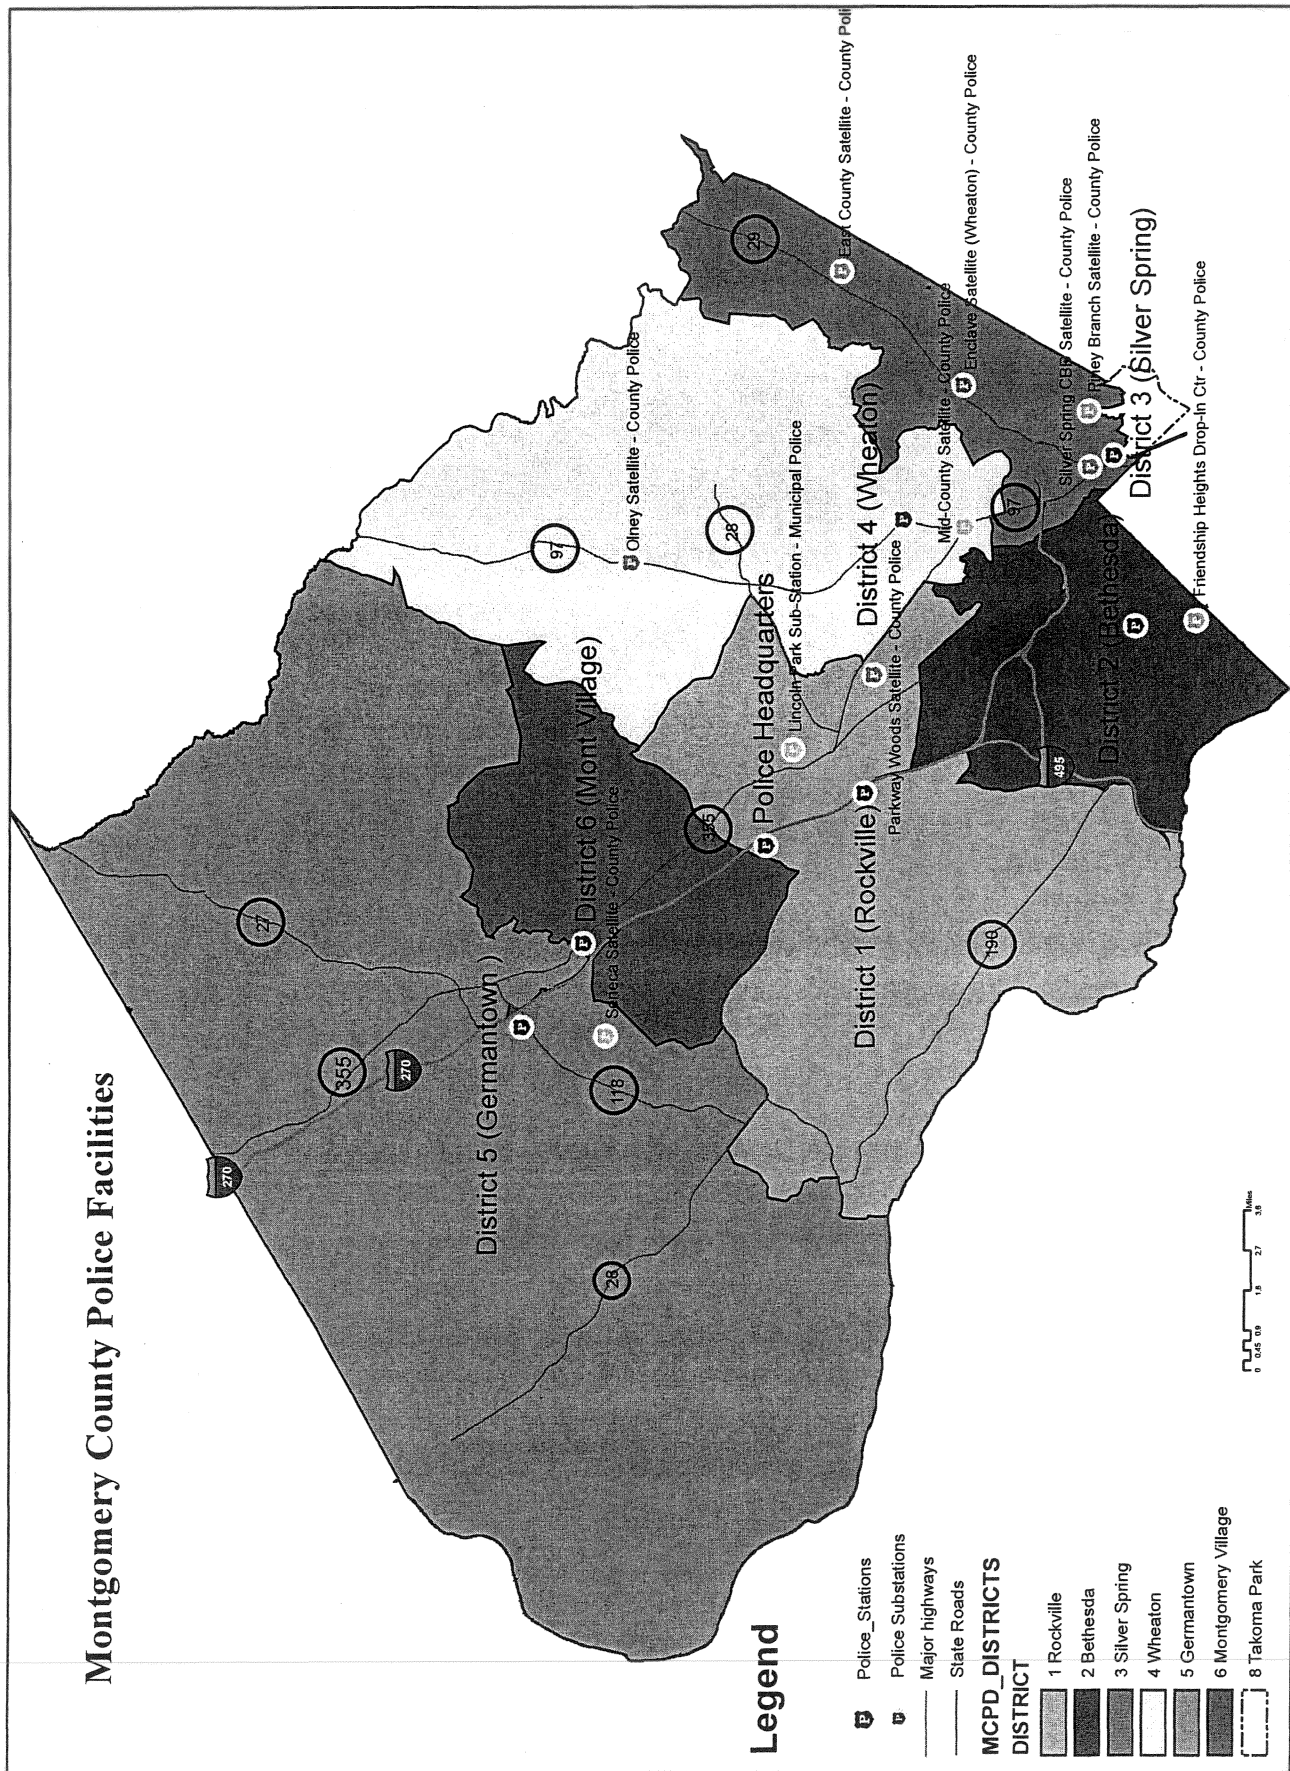 Montgomery County Police Facilities
270
355
270
27
District 5 (Germantown )
118
28
Seneca Satellite - County Police
District 6 (Mont Village)
355
Police Headquarters
Lincoln Park Sub-Station - Municipal Police
Olney Satellite - County Police
97
28
District 1 (Rockville)
190
Parkway Woods Satellite - County Police
District 4 (Wheaton)
Mid-County Satellite - County Police
Enclave Satellite (Wheaton) - County Police
East County Satellite - County Poli
29
97
495
District 2 (Bethesda)
Silver Spring CBD Satellite - County Police
Piney Branch Satellite - County Police
District 3 (Silver Spring)
Friendship Heights Drop-In Ctr - County Police
Legend
Police_Stations
Police Substations
Major highways
State Roads
MCPD_DISTRICTS
DISTRICT
1 Rockville
2 Bethesda
3 Silver Spring
4 Wheaton
5 Germantown
6 Montgomery Village
8 Takoma Park
0 0.45 0.9 1.8 2.7 3.6
Miles